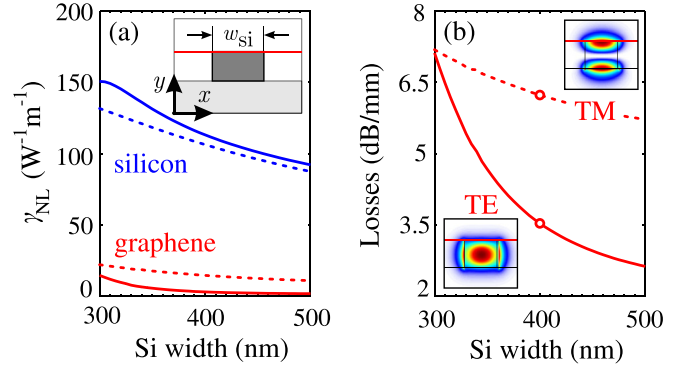 200
150
100
50
0
300
400
500
Si width (nm)
γNL (W⁻¹m⁻¹)
(a)
wsi
y
x
silicon
graphene
8
6.5
5
3.5
2
300
400
500
Si width (nm)
Losses (dB/mm)
(b)
TM
TE